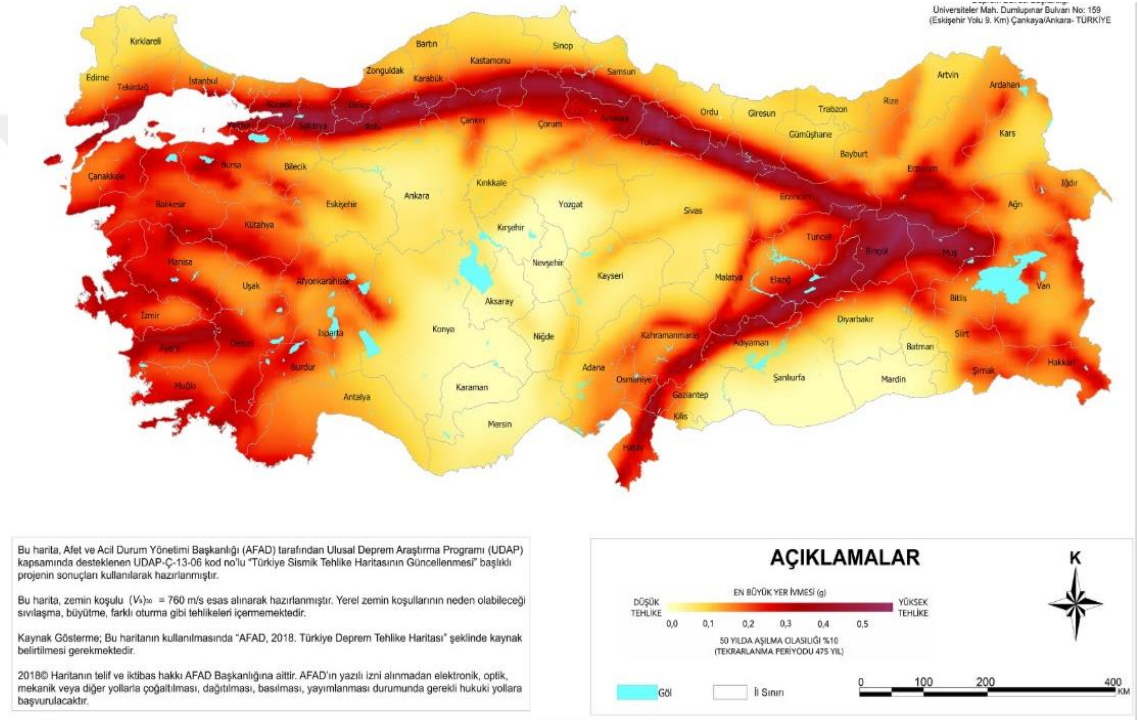 Üniversiteler Mah. Dumlupınar Bulvarı No: 159
(Eskişehir Yolu 9. Km) Çankaya/Ankara- TÜRKİYE
Kırklareli
Edirne
Tekirdağ
İstanbul
Kocaeli
Sakarya
Bolu
Zonguldak
Bartın
Karabük
Kastamonu
Sinop
Samsun
Çankırı
Çorum
Amasya
Tokat
Ordu
Giresun
Trabzon
Rize
Artvin
Ardahan
Kars
Gümüşhane
Bayburt
Erzurum
Erzincan
Iğdır
Ağrı
Çanakkale
Bursa
Bilecik
Balıkesir
Kütahya
Eskişehir
Ankara
Kırıkkale
Yozgat
Sivas
Kırşehir
Nevşehir
Kayseri
Tunceli
Bingöl
Muş
Elazığ
Malatya
Van
Bitlis
Manisa
Uşak
Afyonkarahisar
İzmir
Aydın
Denizli
Isparta
Burdur
Muğla
Antalya
Konya
Aksaray
Niğde
Karaman
Mersin
Adana
Kahramanmaraş
Osmaniye
Adıyaman
Gaziantep
Kilis
Hatay
Şanlıurfa
Diyarbakır
Mardin
Batman
Siirt
Şırnak
Hakkari
Bu harita, Afet ve Acil Durum Yönetimi Başkanlığı (AFAD) tarafından Ulusal Deprem Araştırma Programı (UDAP)
kapsamında desteklenen UDAP-Ç-13-06 kod no'lu "Türkiye Sismik Tehlike Haritasının Güncellenmesi" başlıklı
projenin sonuçları kullanılarak hazırlanmıştır.
Bu harita, zemin koşulu (Vs)30 = 760 m/s esas alınarak hazırlanmıştır. Yerel zemin koşullarının neden olabileceği
sıvılaşma, büyütme, farklı oturma gibi tehlikeleri içermemektedir.
Kaynak Gösterme; Bu haritanın kullanılmasında "AFAD, 2018. Türkiye Deprem Tehlike Haritası" şeklinde kaynak
belirtilmesi gerekmektedir.
2018© Haritanın telif ve iktibas hakkı AFAD Başkanlığına aittir. AFAD'ın yazılı izni alınmadan elektronik, optik,
mekanik veya diğer yollarla çoğaltılması, dağıtılması, basılması, yayımlanması durumunda gerekli hukuki yollara
başvurulacaktır.
AÇIKLAMALAR
EN BÜYÜK YER İVMESİ (g)
DÜŞÜK
TEHLİKE
YÜKSEK
TEHLİKE
0,0 0,1 0,2 0,3 0,4 0,5
50 YILDA AŞILMA OLASILIĞI %10
(TEKRARLANMA PERİYODU 475 YIL)
Göl
İl Sınırı
K
0 100 200 400
KM